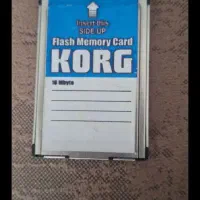 Insert this
SIDE UP
Flash Memory Card
KORG
16 Mbyte